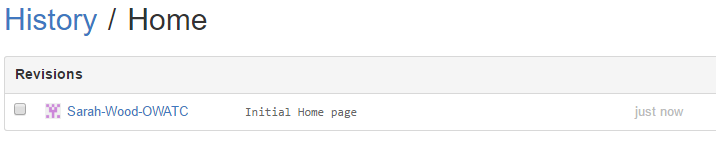 History / Home
Revisions
Sarah-Wood-OWATC Initial Home page just now